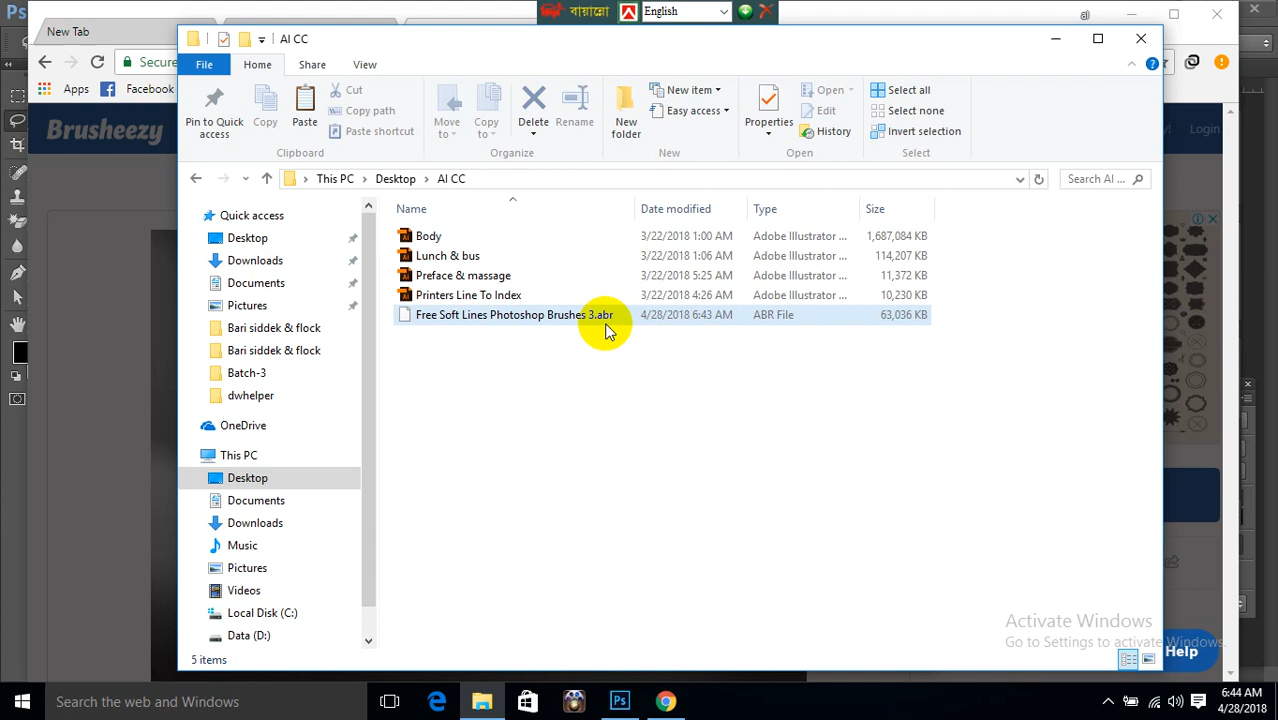 Ps
বায়ান্নো
English
al
New Tab
AI CC
File
Home
Share
View
Secure
Apps
Facebook
Brusheezy
Login
Pin to Quick access
Copy
Paste
Cut
Copy path
Paste shortcut
Clipboard
Move to
Copy to
Delete
Rename
Organize
New folder
New item
Easy access
New
Properties
Open
Edit
History
Open
Select all
Select none
Invert selection
Select
This PC
Desktop
AI CC
Search AI ...
Name
Date modified
Type
Size
Body 3/22/2018 1:00 AM Adobe Illustrator ... 1,687,084 KB
Lunch & bus 3/22/2018 1:06 AM Adobe Illustrator ... 114,207 KB
Preface & massage 3/22/2018 5:25 AM Adobe Illustrator ... 11,372 KB
Printers Line To Index 3/22/2018 4:26 AM Adobe Illustrator ... 10,230 KB
Free Soft Lines Photoshop Brushes 3.abr 4/28/2018 6:43 AM ABR File 63,036 KB
Quick access
Desktop
Downloads
Documents
Pictures
Bari siddek & flock
Bari siddek & flock
Batch-3
dwhelper
OneDrive
This PC
Desktop
Documents
Downloads
Music
Pictures
Videos
Local Disk (C:)
Data (D:)
5 items
Activate Windows
Go to Settings to activate Windows.
Help
Search the web and Windows
Ps
6:44 AM
4/28/2018